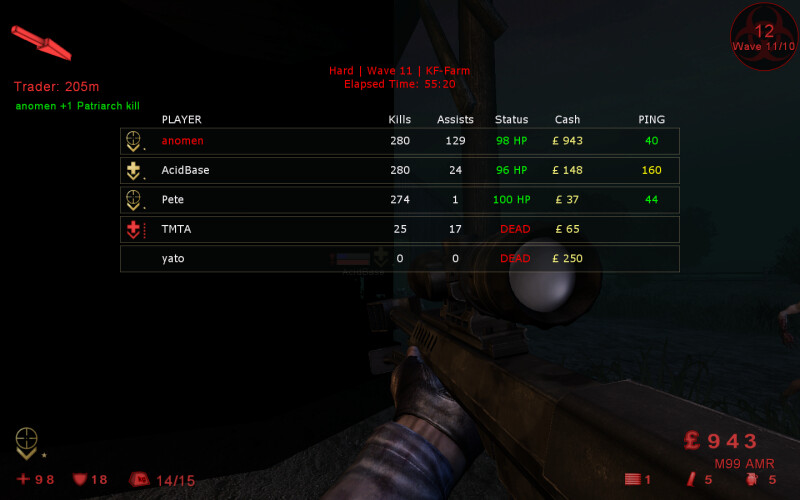 12
Wave 11/10
Trader: 205m
anomen +1 Patriarch kill
Hard | Wave 11 | KF-Farm
Elapsed Time: 55:20
PLAYER Kills Assists Status Cash PING
anomen 280 129 98 HP £ 943 40
AcidBase 280 24 96 HP £ 148 160
Pete 274 1 100 HP £ 37 44
TMTA 25 17 DEAD £ 65
yato 0 0 DEAD £ 250
AcidBase
£ 943
M99 AMR
98 18 14/15 1 5 5